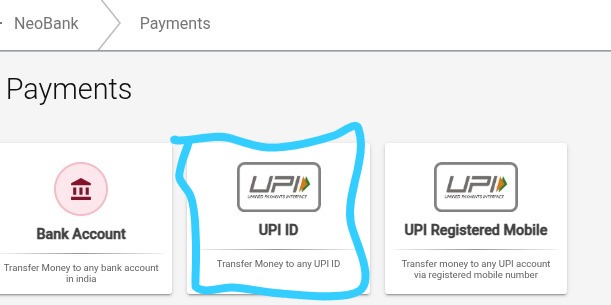 NeoBank
Payments
Payments
UPI
UNIFIED PAYMENTS INTERFACE
UPI
UNIFIED PAYMENTS INTERFACE
Bank Account
UPI ID
UPI Registered Mobile
Transfer Money to any bank account
in india
Transfer Money to any UPI ID
Transfer money to any UPI account
via registered mobile number